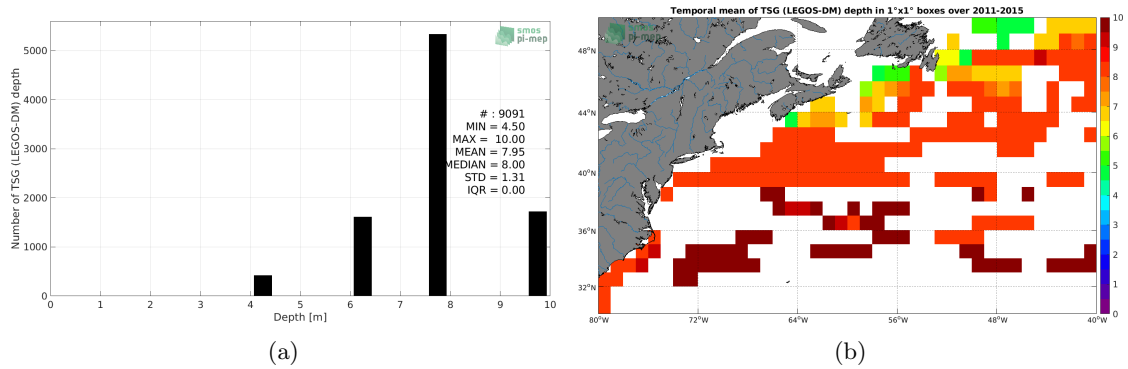 smos
pi-mep
Number of TSG (LEGOS-DM) depth
5000
4000
3000
2000
1000
0
# : 9091
MIN = 4.50
MAX = 10.00
MEAN = 7.95
MEDIAN = 8.00
STD = 1.31
IQR = 0.00
0 1 2 3 4 5 6 7 8 9 10
Depth [m]
(a)
Temporal mean of TSG (LEGOS-DM) depth in 1°x1° boxes over 2011-2015
smos
pi-mep
48°N
44°N
40°N
36°N
32°N
80°W 72°W 64°W 56°W 48°W 40°W
10
9
8
7
6
5
4
3
2
1
0
(b)